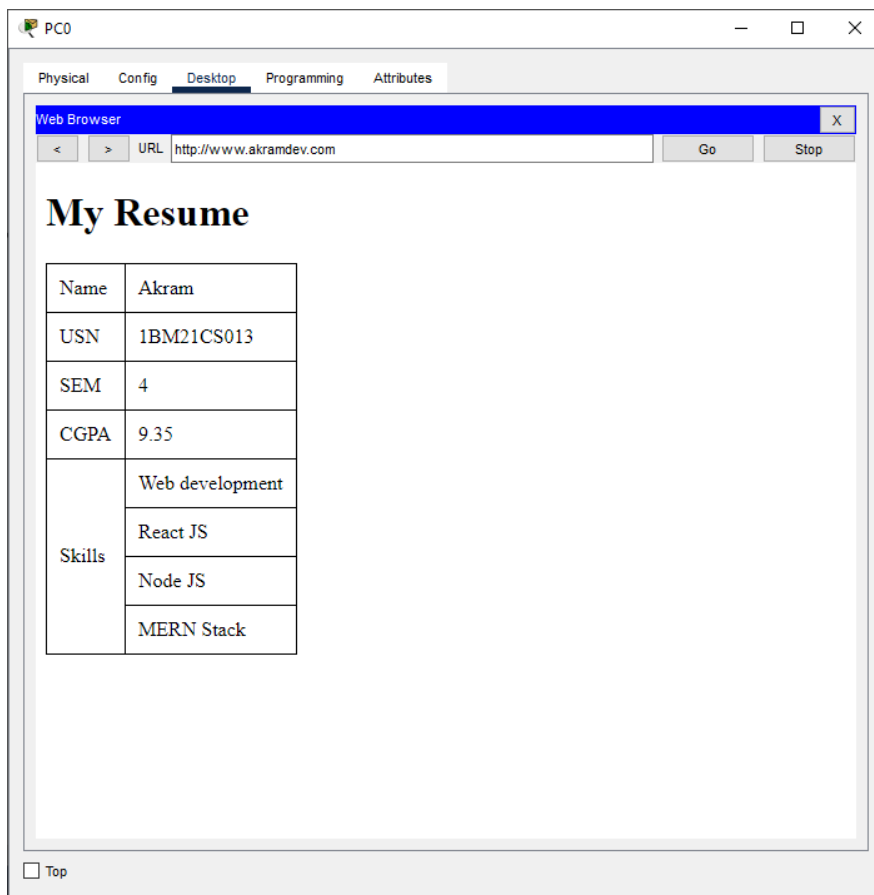 PC0
Physical Config Desktop Programming Attributes
Web Browser X
< > URL http://www.akramdev.com Go Stop
My Resume
Name Akram
USN 1BM21CS013
SEM 4
CGPA 9.35
Skills Web development
React JS
Node JS
MERN Stack
Top